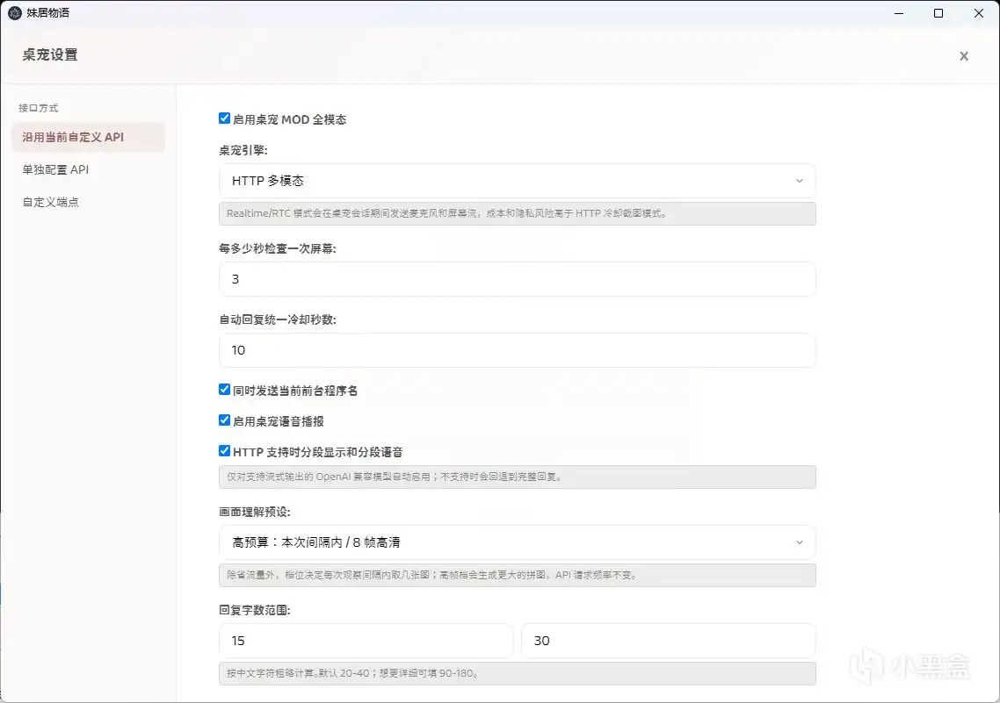 妹居物语
桌宠设置
x
接口方式
沿用当前自定义 API
单独配置 API
自定义端点
启用桌宠 MOD 全模态
桌宠引擎:
HTTP 多模态
Realtime/RTC 模式会在桌宠会话期间发送麦克风和屏幕流，成本和隐私风险高于 HTTP 冷却截图模式。
每多少秒检查一次屏幕:
3
自动回复统一冷却秒数:
10
同时发送当前前台程序名
启用桌宠语音播报
HTTP 支持时分段显示和分段语音
仅对支持流式输出的 OpenAI 兼容模型自动启用；不支持时会回退到完整回复。
画面理解预设:
高预算：本次间隔内 / 8 帧高清
除省流量外，档位决定每次观察间隔内取几张图；高帧档会生成更大的拼图，API 请求频率不变。
回复字数范围:
15 30
按中文字符粗略计算。默认 20-40；想更详细可填 90-180。
小黑盒